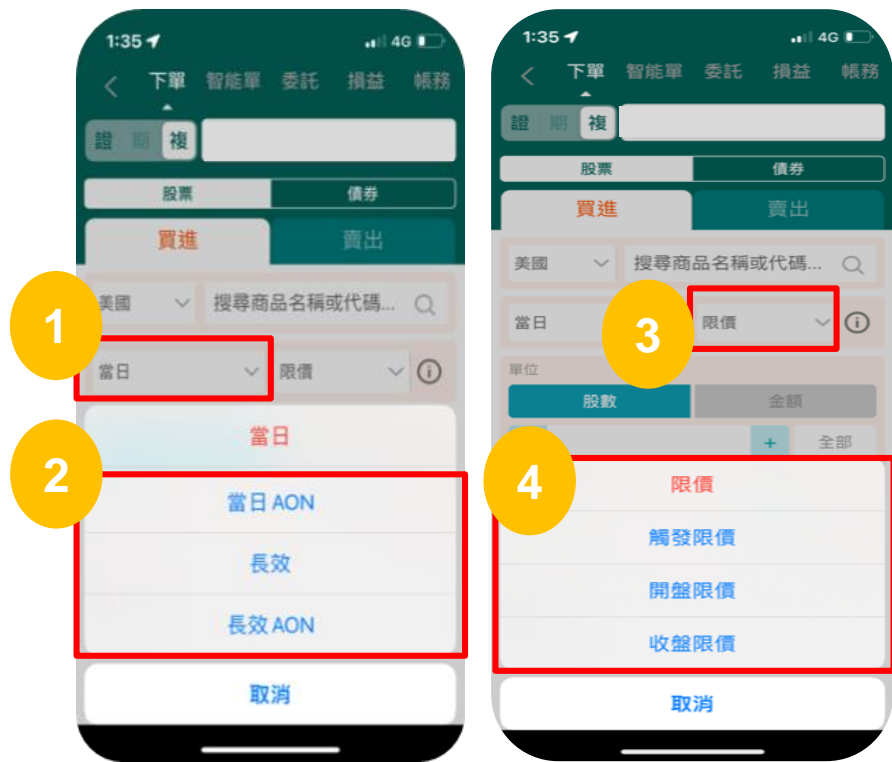 1:35
4G
下單 智能單 委託 損益 帳務
證 期 複
股票 債券
買進 賣出
美國 搜尋商品名稱或代碼...
1
當日 限價
當日
2
當日 AON
長效
長效 AON
取消
1:35
4G
下單 智能單 委託 損益 帳務
證 期 複
股票 債券
買進 賣出
美國 搜尋商品名稱或代碼...
當日 3 限價
單位
股數 金額
+ 全部
4
限價
觸發限價
開盤限價
收盤限價
取消